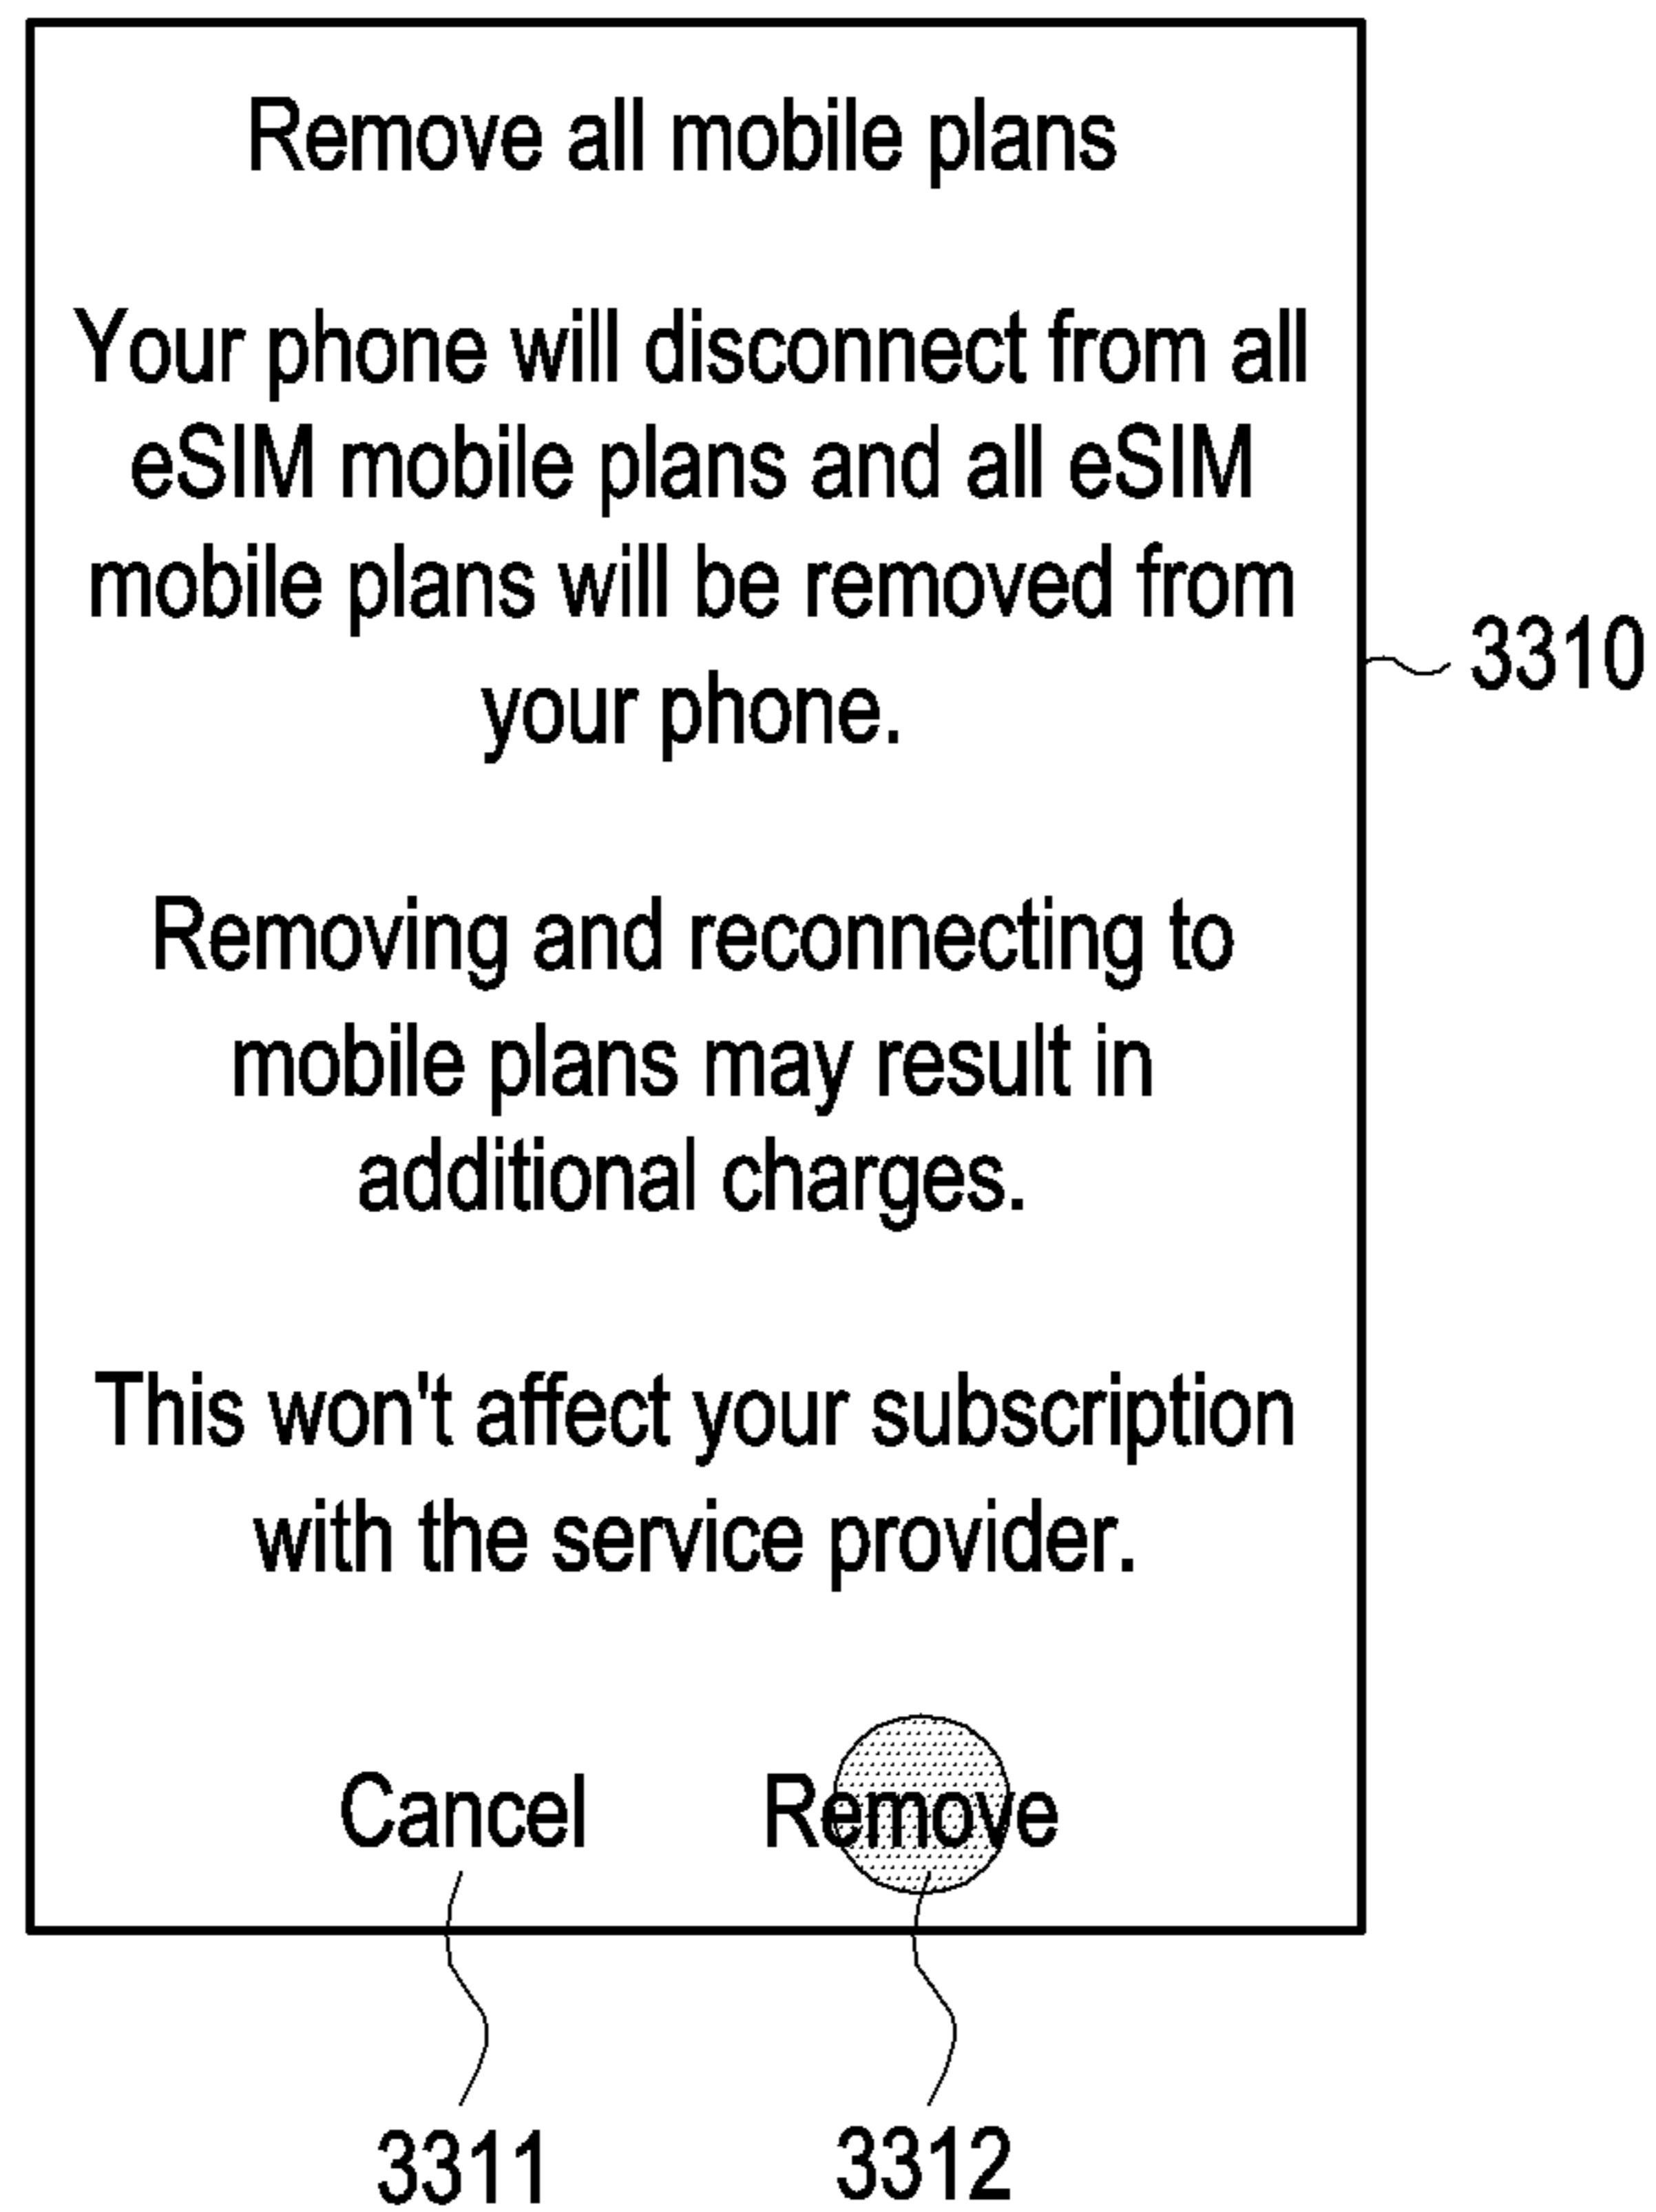 Remove all mobile plans
Your phone will disconnect from all
eSIM mobile plans and all eSIM
mobile plans will be removed from
your phone.
3310
Removing and reconnecting to
mobile plans may result in
additional charges.
This won't affect your subscription
with the service provider.
Cancel Remove
3311 3312